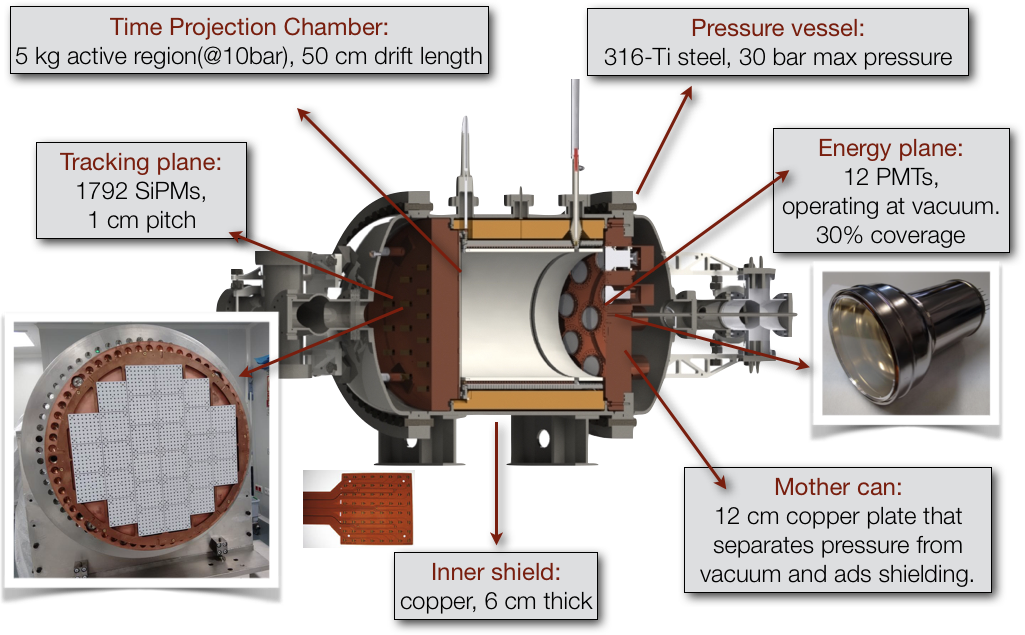 Time Projection Chamber:
5 kg active region(@10bar), 50 cm drift length
Pressure vessel:
316-Ti steel, 30 bar max pressure
Tracking plane:
1792 SiPMs,
1 cm pitch
Energy plane:
12 PMTs,
operating at vacuum.
30% coverage
Mother can:
12 cm copper plate that
separates pressure from
vacuum and ads shielding.
Inner shield:
copper, 6 cm thick